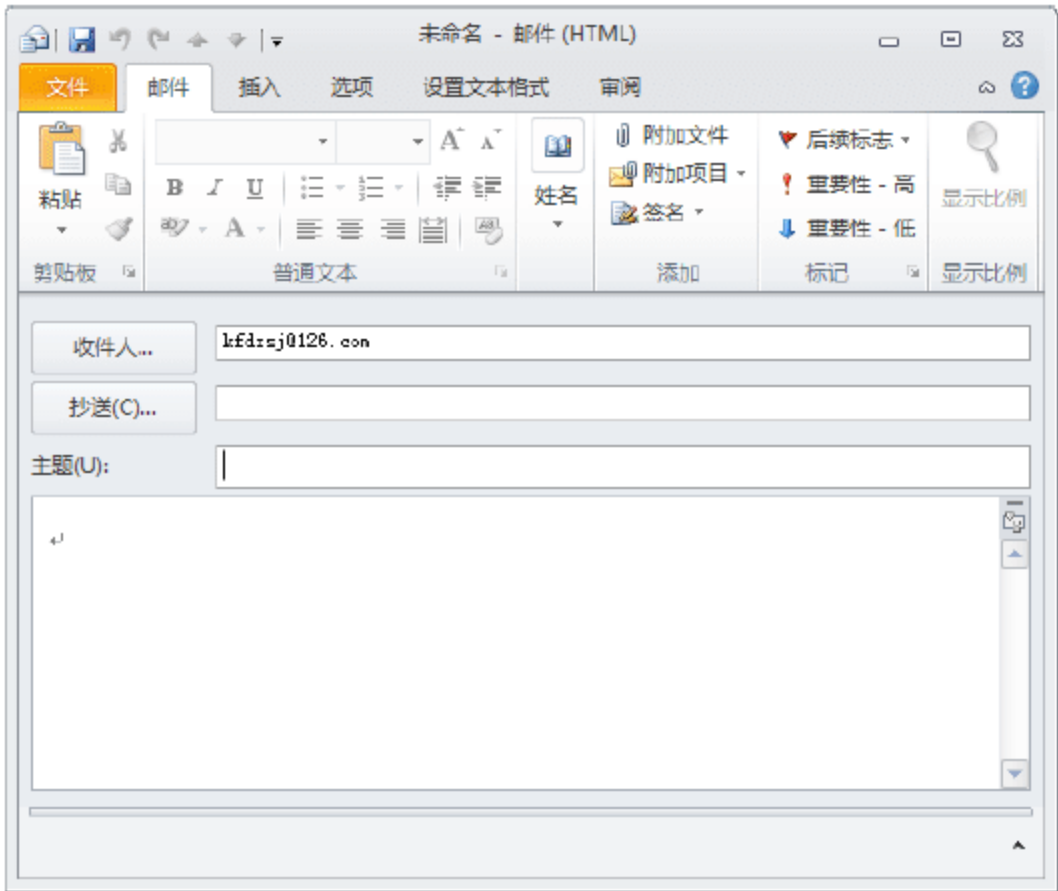 未命名 - 邮件 (HTML)
文件 邮件 插入 选项 设置文本格式 审阅
粘贴
剪贴板
B I U
A A
ab A
普通文本
姓名
附加文件
附加项目
签名
添加
后续标志
重要性 - 高
重要性 - 低
标记
显示比例
显示比例
收件人... kfdzsj@126.com
抄送(C)...
主题(U):